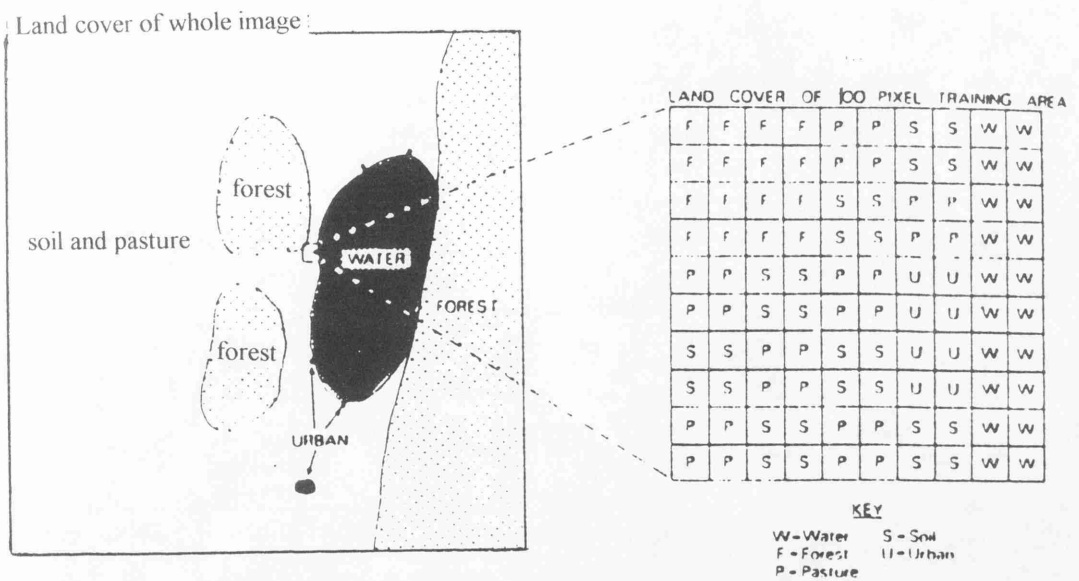 Land cover of whole image
forest
soil and pasture
WATER
FOREST
forest
URBAN
LAND COVER OF 100 PIXEL TRAINING AREA
F F F F P P S S W W
F F F F P P S S W W
F F F F S S P P W W
F F F F S S P P W W
P P S S P P U U W W
P P S S P P U U W W
S S P P S S U U W W
S S P P S S U U W W
P P S S P P S S W W
P P S S P P S S W W
KEY
W - Water S - Soil
F - Forest U - Urban
P - Pasture